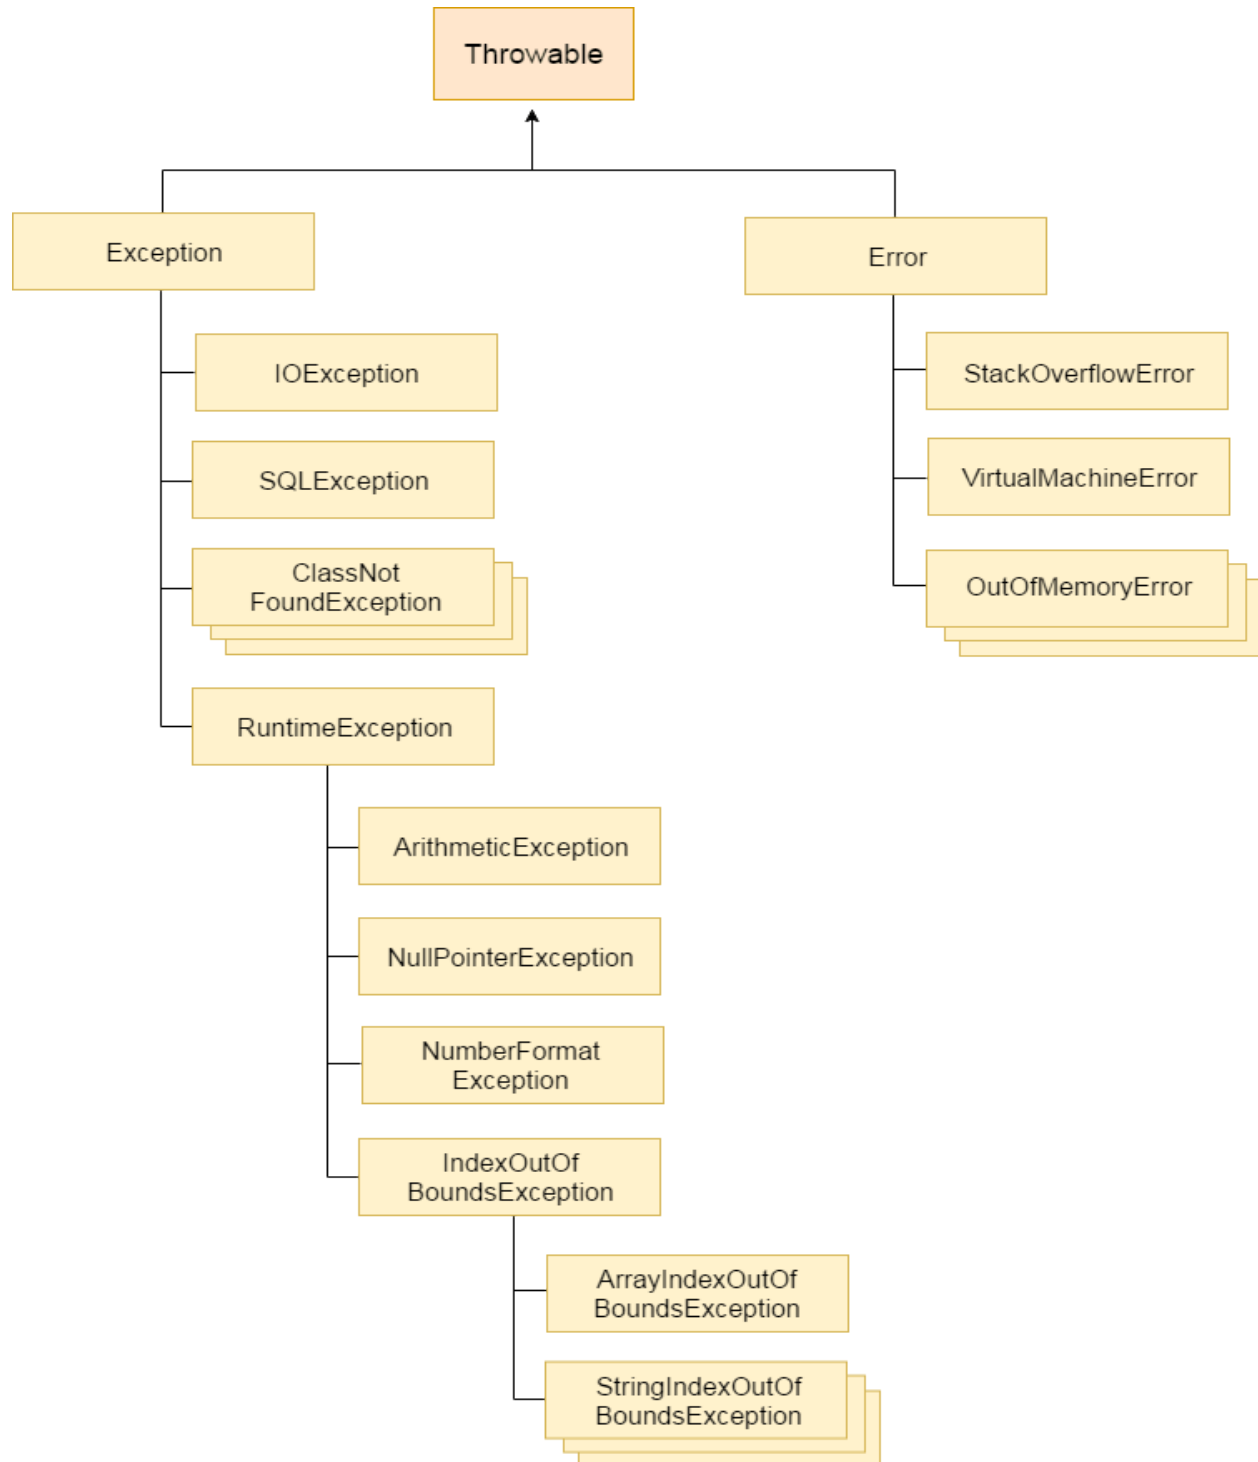 Throwable
Exception
Error
IOException
StackOverflowError
SQLException
VirtualMachineError
ClassNot
FoundException
OutOfMemoryError
RuntimeException
ArithmeticException
NullPointerException
NumberFormat
Exception
IndexOutOf
BoundsException
ArrayIndexOutOf
BoundsException
StringIndexOutOf
BoundsException